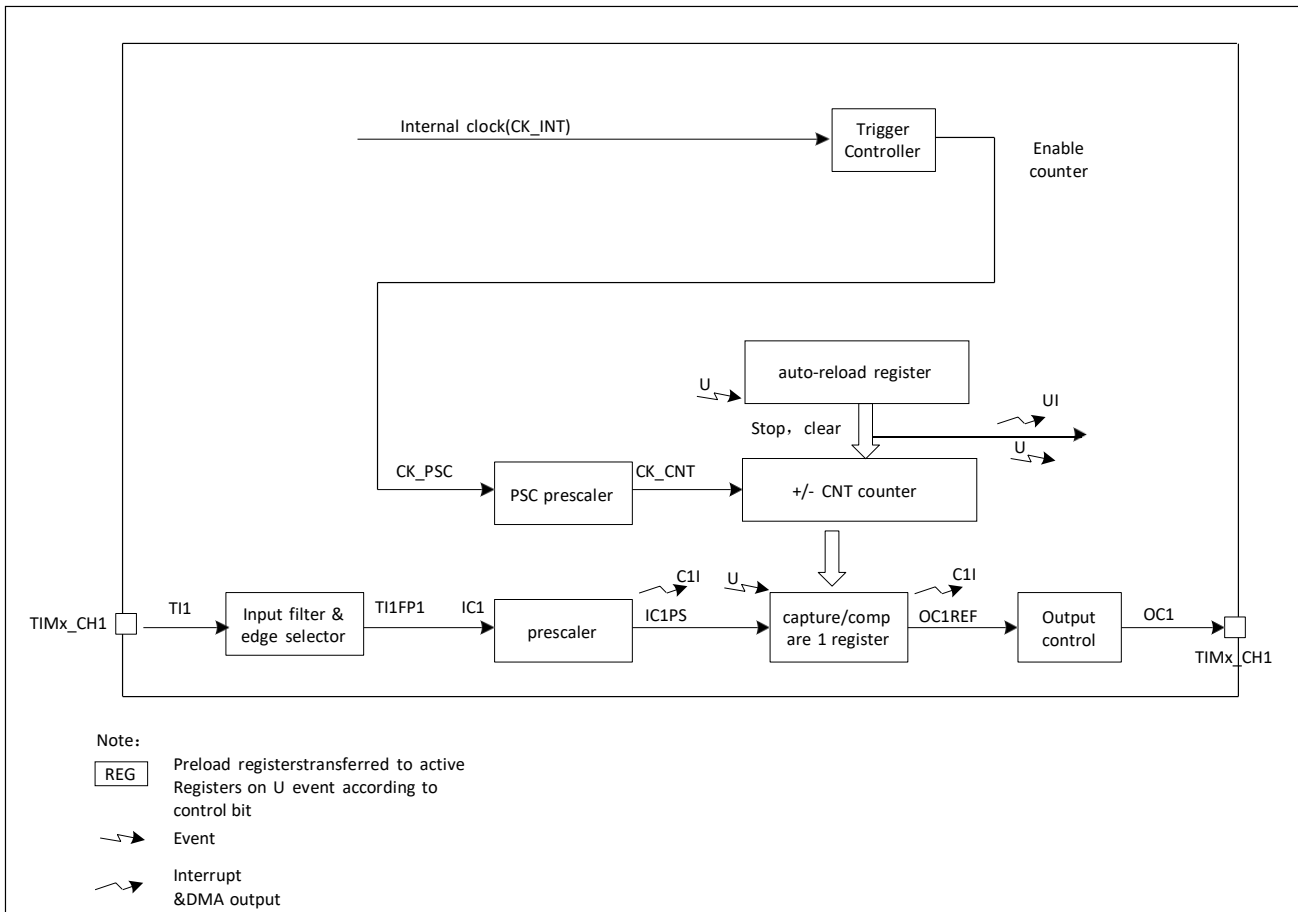 Internal clock(CK_INT)
Trigger
Controller
Enable
counter
auto-reload register
U
UI
Stop，clear
U
CK_PSC
CK_CNT
PSC prescaler
+/- CNT counter
C1I
U
C1I
TI1
TI1FP1
IC1
IC1PS
OC1REF
OC1
TIMx_CH1
Input filter &
edge selector
prescaler
capture/comp
are 1 register
Output
control
TIMx_CH1
Note：
REG
Preload registerstransferred to active
Registers on U event according to
control bit
Event
Interrupt
&DMA output